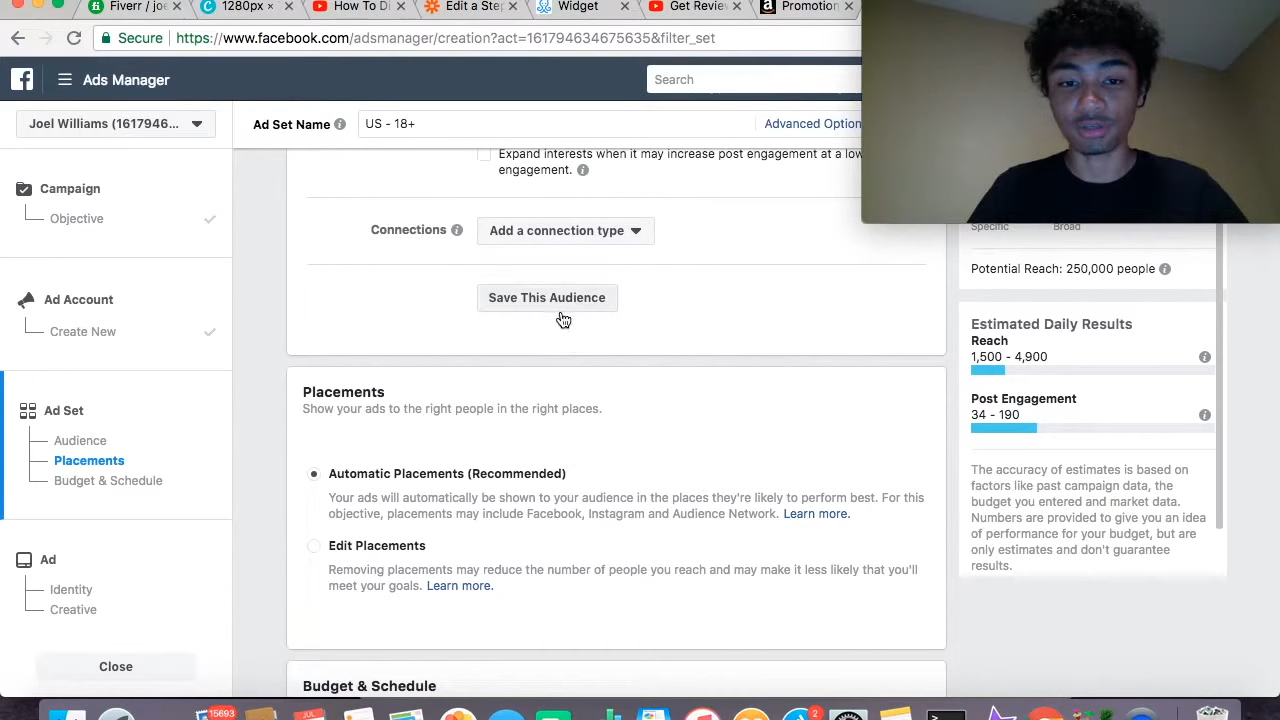 Fiverr / j
1280px ×
How To Di
Edit a Ste
Widget
Get Revie
Promotion
Secure
https://www.facebook.com/adsmanager/creation?act=161794634675635&filter_set
Ads Manager
Search
Joel Williams (1617946...
Ad Set Name
US - 18+
Advanced Option
Campaign
Objective
Ad Account
Create New
Ad Set
Audience
Placements
Budget & Schedule
Ad
Identity
Creative
Close
Expand interests when it may increase post engagement at a low
engagement.
Connections
Add a connection type
Save This Audience
Placements
Show your ads to the right people in the right places.
Automatic Placements (Recommended)
Your ads will automatically be shown to your audience in the places they're likely to perform best. For this
objective, placements may include Facebook, Instagram and Audience Network. Learn more.
Edit Placements
Removing placements may reduce the number of people you reach and may make it less likely that you'll
meet your goals. Learn more.
Budget & Schedule
Specific
Broad
Potential Reach: 250,000 people
Estimated Daily Results
Reach
1,500 - 4,900
Post Engagement
34 - 190
The accuracy of estimates is based on
factors like past campaign data, the
budget you entered and market data.
Numbers are provided to give you an idea
of performance for your budget, but are
only estimates and don't guarantee
results.
15693
JUL
2